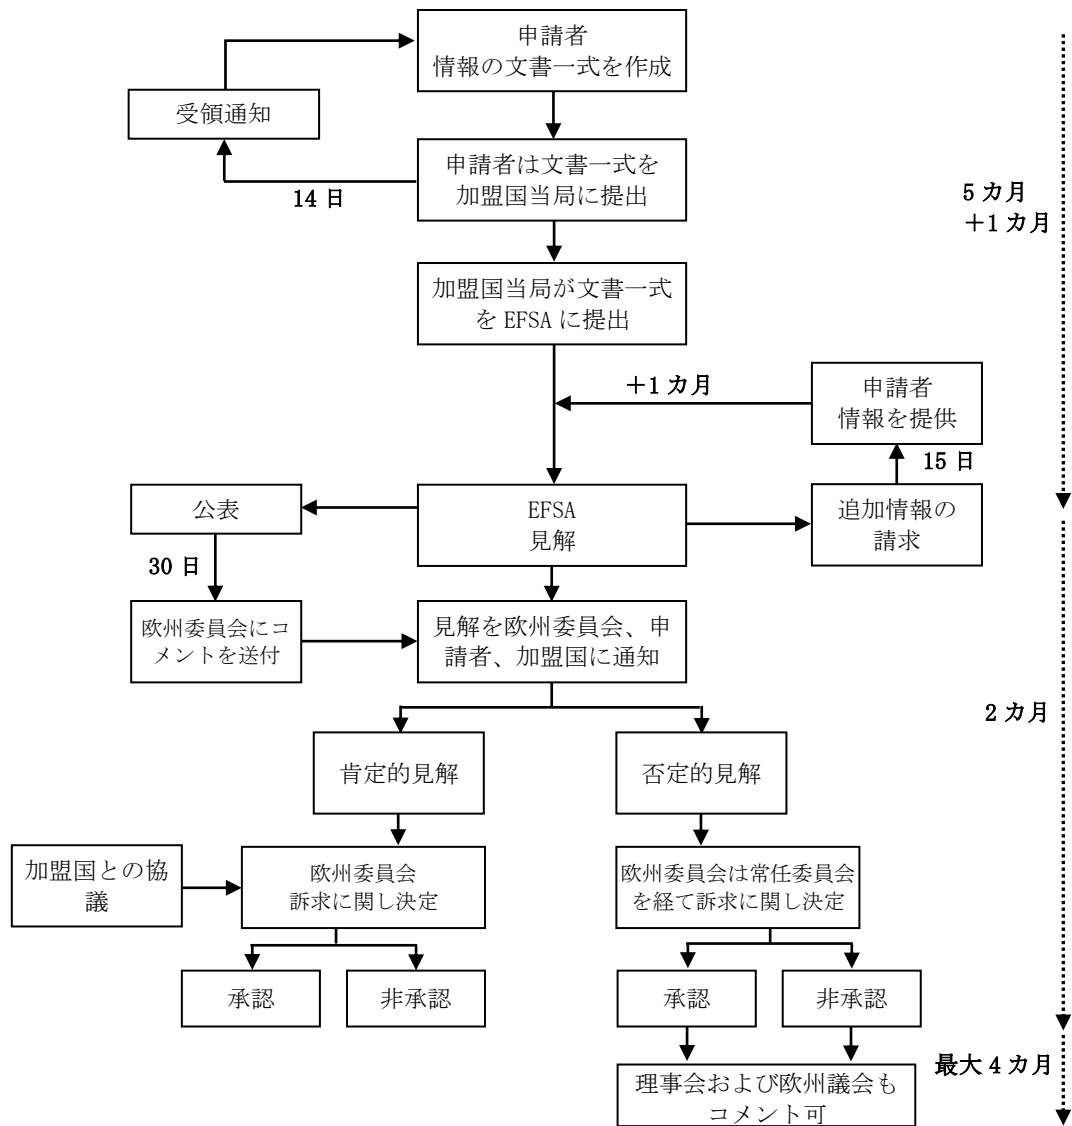 申請者
情報の文書一式を作成
受領通知
申請者は文書一式を
加盟国当局に提出
14 日
5 カ月
+1 カ月
加盟国当局が文書一式
を EFSA に提出
+1 カ月
申請者
情報を提供
15 日
公表
EFSA
見解
追加情報の
請求
30 日
欧州委員会にコ
メントを送付
見解を欧州委員会、申
請者、加盟国に通知
2 カ月
肯定的見解
否定的見解
加盟国との協
議
欧州委員会
訴求に関し決定
欧州委員会は常任委員会
を経て訴求に関し決定
承認
非承認
承認
非承認
最大 4 カ月
理事会および欧州議会も
コメント可